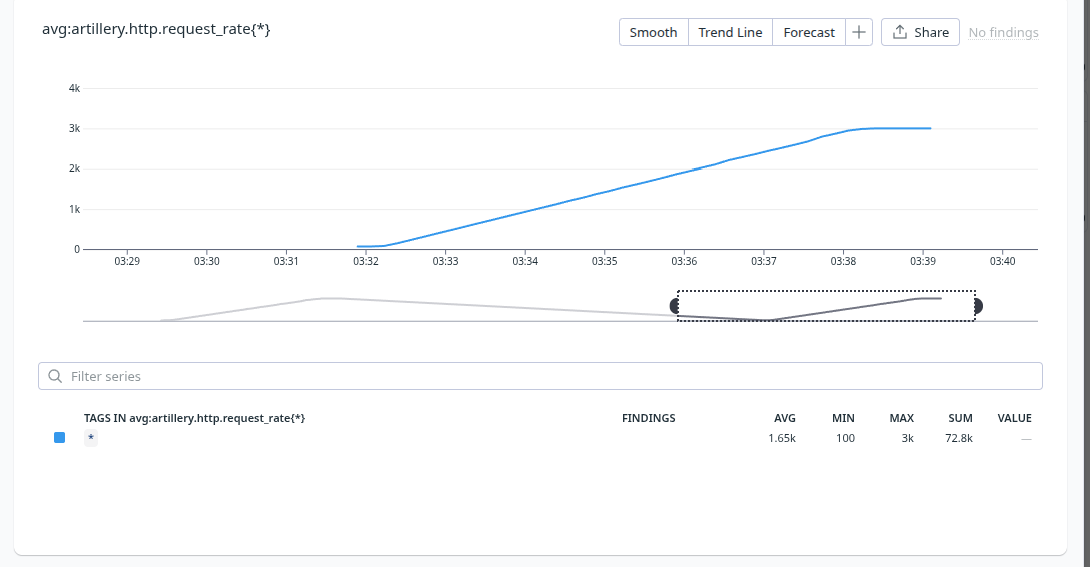 avg:artillery.http.request_rate{*}
Smooth Trend Line Forecast Share No findings
4k
3k
2k
1k
0
03:29 03:30 03:31 03:32 03:33 03:34 03:35 03:36 03:37 03:38 03:39 03:40
Filter series
TAGS IN avg:artillery.http.request_rate{*} FINDINGS AVG MIN MAX SUM VALUE
* 1.65k 100 3k 72.8k —